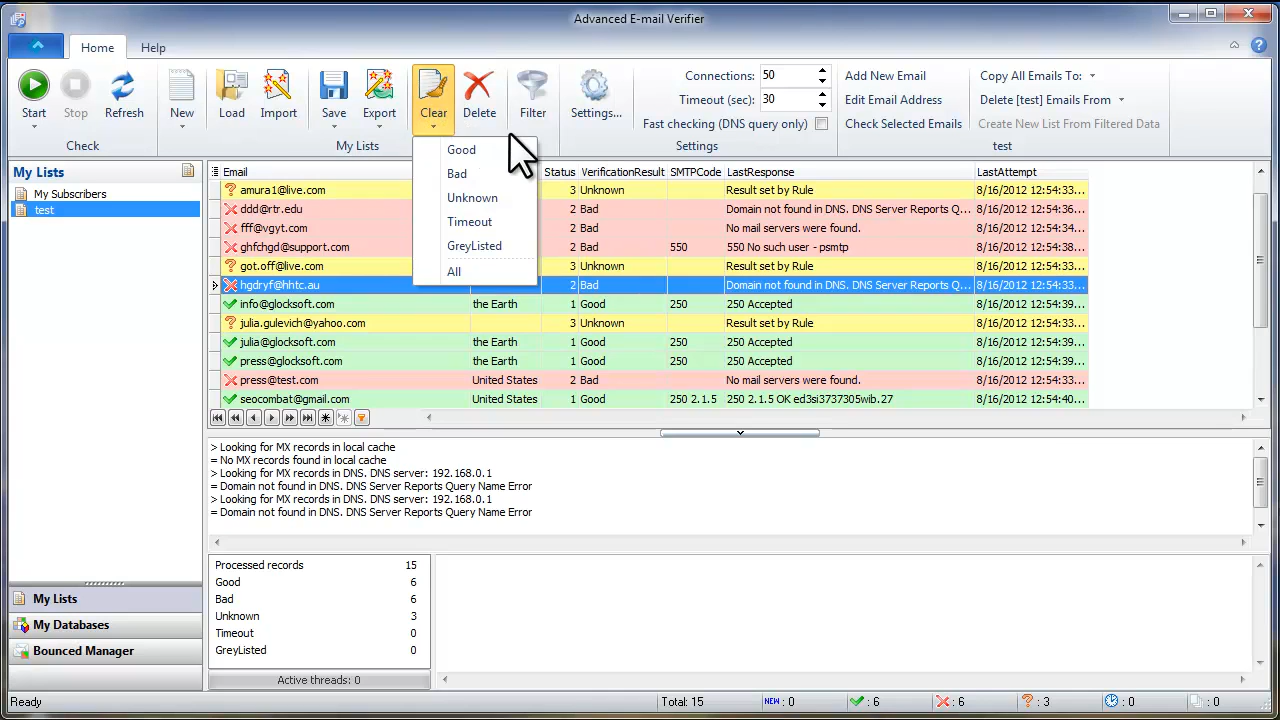 Advanced E-mail Verifier
Home
Help
Start
Stop
Refresh
Check
New
Load
Import
Save
Export
My Lists
Clear
Delete
Filter
Settings...
Connections: 50
Timeout (sec): 30
Fast checking (DNS query only)
Settings
Add New Email
Edit Email Address
Check Selected Emails
Copy All Emails To:
Delete [test] Emails From
Create New List From Filtered Data
test
Good
Bad
Unknown
Timeout
GreyListed
All
My Lists
My Subscribers
test
Email Status VerificationResult SMTPCode LastResponse LastAttempt
amura1@live.com 3 Unknown Result set by Rule 8/16/2012 12:54:33...
ddd@rtr.edu 2 Bad Domain not found in DNS. DNS Server Reports Q... 8/16/2012 12:54:36...
fff@vgyt.com 2 Bad No mail servers were found. 8/16/2012 12:54:34...
ghfchgd@support.com 2 Bad 550 550 No such user - psmtp 8/16/2012 12:54:36...
got.off@live.com 3 Unknown Result set by Rule 8/16/2012 12:54:33...
hgdryf@hhtc.au 2 Bad Domain not found in DNS. DNS Server Reports Q... 8/16/2012 12:54:33...
info@glocksoft.com the Earth 1 Good 250 250 Accepted 8/16/2012 12:54:39...
julia.gulevich@yahoo.com 3 Unknown Result set by Rule 8/16/2012 12:54:33...
julia@glocksoft.com the Earth 1 Good 250 250 Accepted 8/16/2012 12:54:39...
press@glocksoft.com the Earth 1 Good 250 250 Accepted 8/16/2012 12:54:39...
press@test.com United States 2 Bad No mail servers were found. 8/16/2012 12:54:33...
seocombat@gmail.com United States 1 Good 250 2.1.5 250 2.1.5 OK ed3si3737305wib.27 8/16/2012 12:54:40...
> Looking for MX records in local cache
= No MX records found in local cache
> Looking for MX records in DNS. DNS server: 192.168.0.1
= Domain not found in DNS. DNS Server Reports Query Name Error
> Looking for MX records in DNS. DNS server: 192.168.0.1
= Domain not found in DNS. DNS Server Reports Query Name Error
Processed records 15
Good 6
Bad 6
Unknown 3
Timeout 0
GreyListed 0
Active threads: 0
My Lists
My Databases
Bounced Manager
Ready
Total: 15
NEW : 0
: 6
: 6
: 3
: 0
: 0